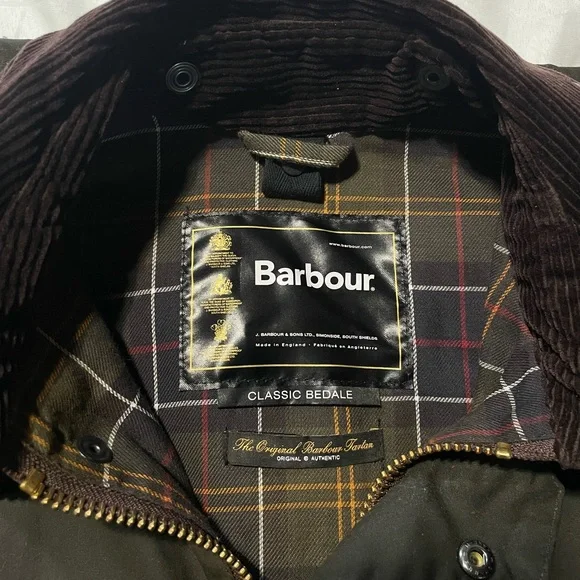 www.barbour.com
Barbour.
J. BARBOUR & SONS LTD., SIMONSIDE, SOUTH SHIELDS
Made in England • Fabriqué en Angleterre
CLASSIC BEDALE
The Original Barbour Tartan
ORIGINAL & AUTHENTIC